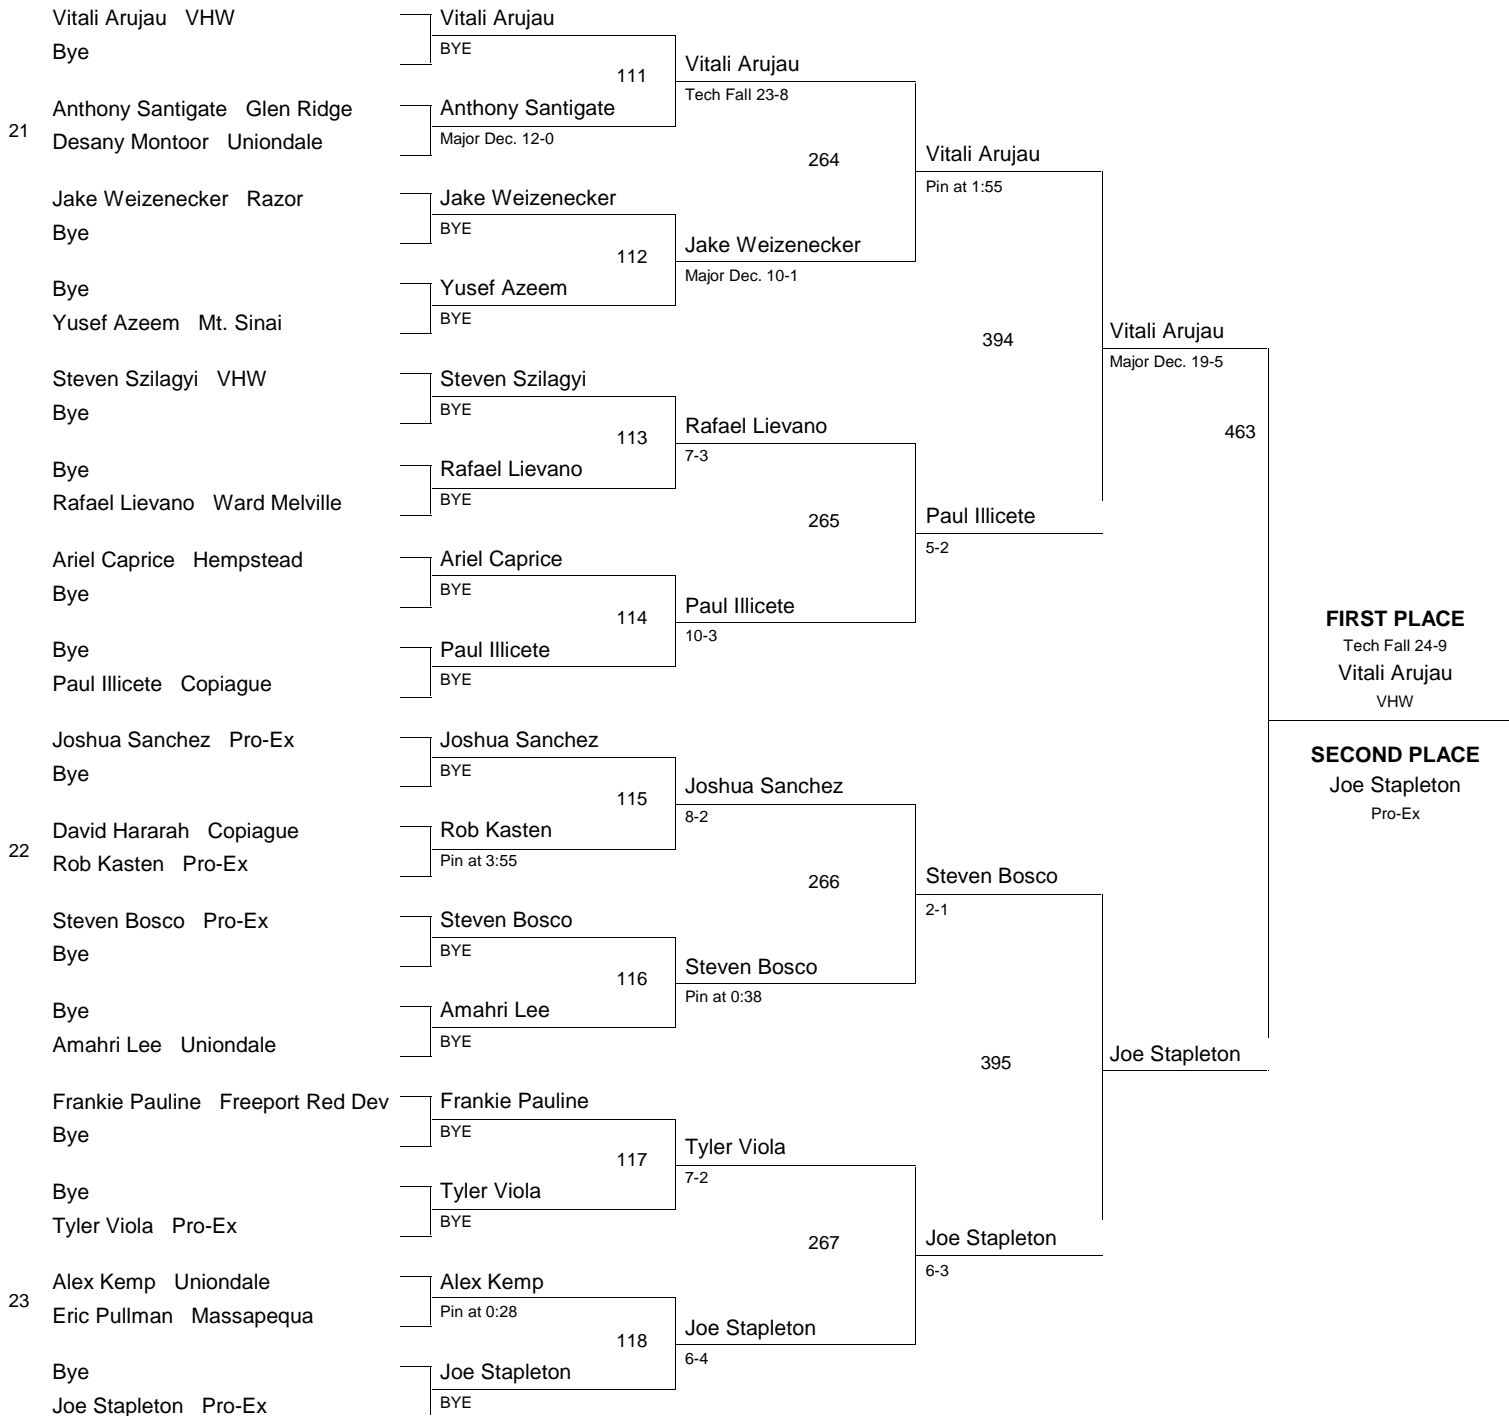 Vitali Arujau VHW
Bye
21
Anthony Santigate Glen Ridge
Desany Montoor Uniondale
Jake Weizenecker Razor
Bye
Bye
Yusef Azeem Mt. Sinai
Steven Szilagyi VHW
Bye
Bye
Rafael Lievano Ward Melville
Ariel Caprice Hempstead
Bye
Bye
Paul Illicete Copiague
Joshua Sanchez Pro-Ex
Bye
22
David Hararah Copiague
Rob Kasten Pro-Ex
Steven Bosco Pro-Ex
Bye
Bye
Amahri Lee Uniondale
Frankie Pauline Freeport Red Dev
Bye
Bye
Tyler Viola Pro-Ex
23
Alex Kemp Uniondale
Eric Pullman Massapequa
Bye
Joe Stapleton Pro-Ex
Vitali Arujau
BYE
111
Anthony Santigate
Major Dec. 12-0
Jake Weizenecker
BYE
112
Yusef Azeem
BYE
Steven Szilagyi
BYE
113
Rafael Lievano
BYE
Ariel Caprice
BYE
114
Paul Illicete
BYE
Joshua Sanchez
BYE
115
Rob Kasten
Pin at 3:55
Steven Bosco
BYE
116
Amahri Lee
BYE
Frankie Pauline
BYE
117
Tyler Viola
BYE
Alex Kemp
Pin at 0:28
118
Joe Stapleton
BYE
Vitali Arujau
Tech Fall 23-8
264
Jake Weizenecker
Major Dec. 10-1
Rafael Lievano
7-3
265
Paul Illicete
10-3
Joshua Sanchez
8-2
266
Steven Bosco
Pin at 0:38
Tyler Viola
7-2
267
Joe Stapleton
6-4
Vitali Arujau
Pin at 1:55
394
Paul Illicete
5-2
Steven Bosco
2-1
395
Joe Stapleton
6-3
Vitali Arujau
Major Dec. 19-5
463
Joe Stapleton
FIRST PLACE
Tech Fall 24-9
Vitali Arujau
VHW
SECOND PLACE
Joe Stapleton
Pro-Ex